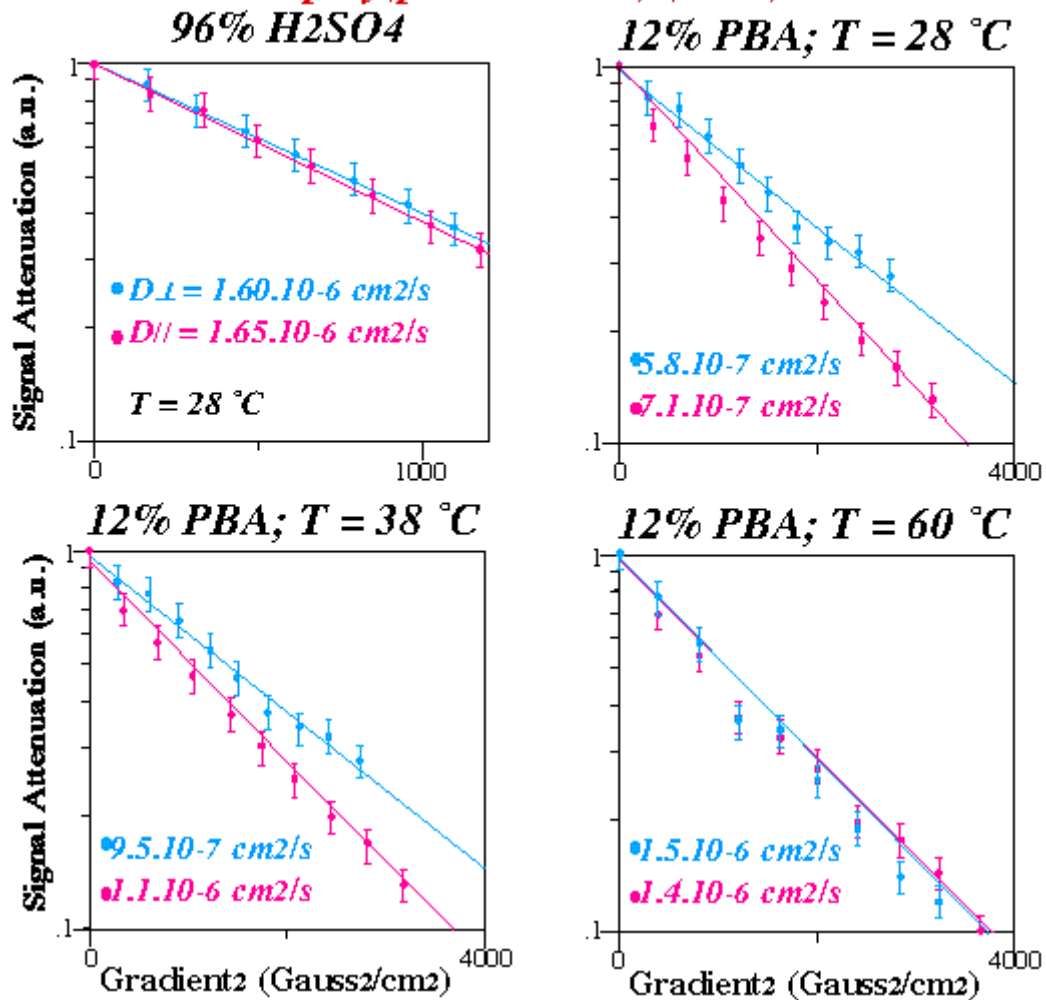 96% H2SO4
12% PBA; T = 28 °C
Signal Attenuation (a.u.)
1
D⊥ = 1.60.10-6 cm2/s
D// = 1.65.10-6 cm2/s
T = 28 °C
.1
0
1000
1
5.8.10-7 cm2/s
7.1.10-7 cm2/s
.1
0
4000
12% PBA; T = 38 °C
12% PBA; T = 60 °C
Signal Attenuation (a.u.)
1
9.5.10-7 cm2/s
1.1.10-6 cm2/s
.1
0
4000
Gradient2 (Gauss2/cm2)
1
1.5.10-6 cm2/s
1.4.10-6 cm2/s
.1
0
4000
Gradient2 (Gauss2/cm2)